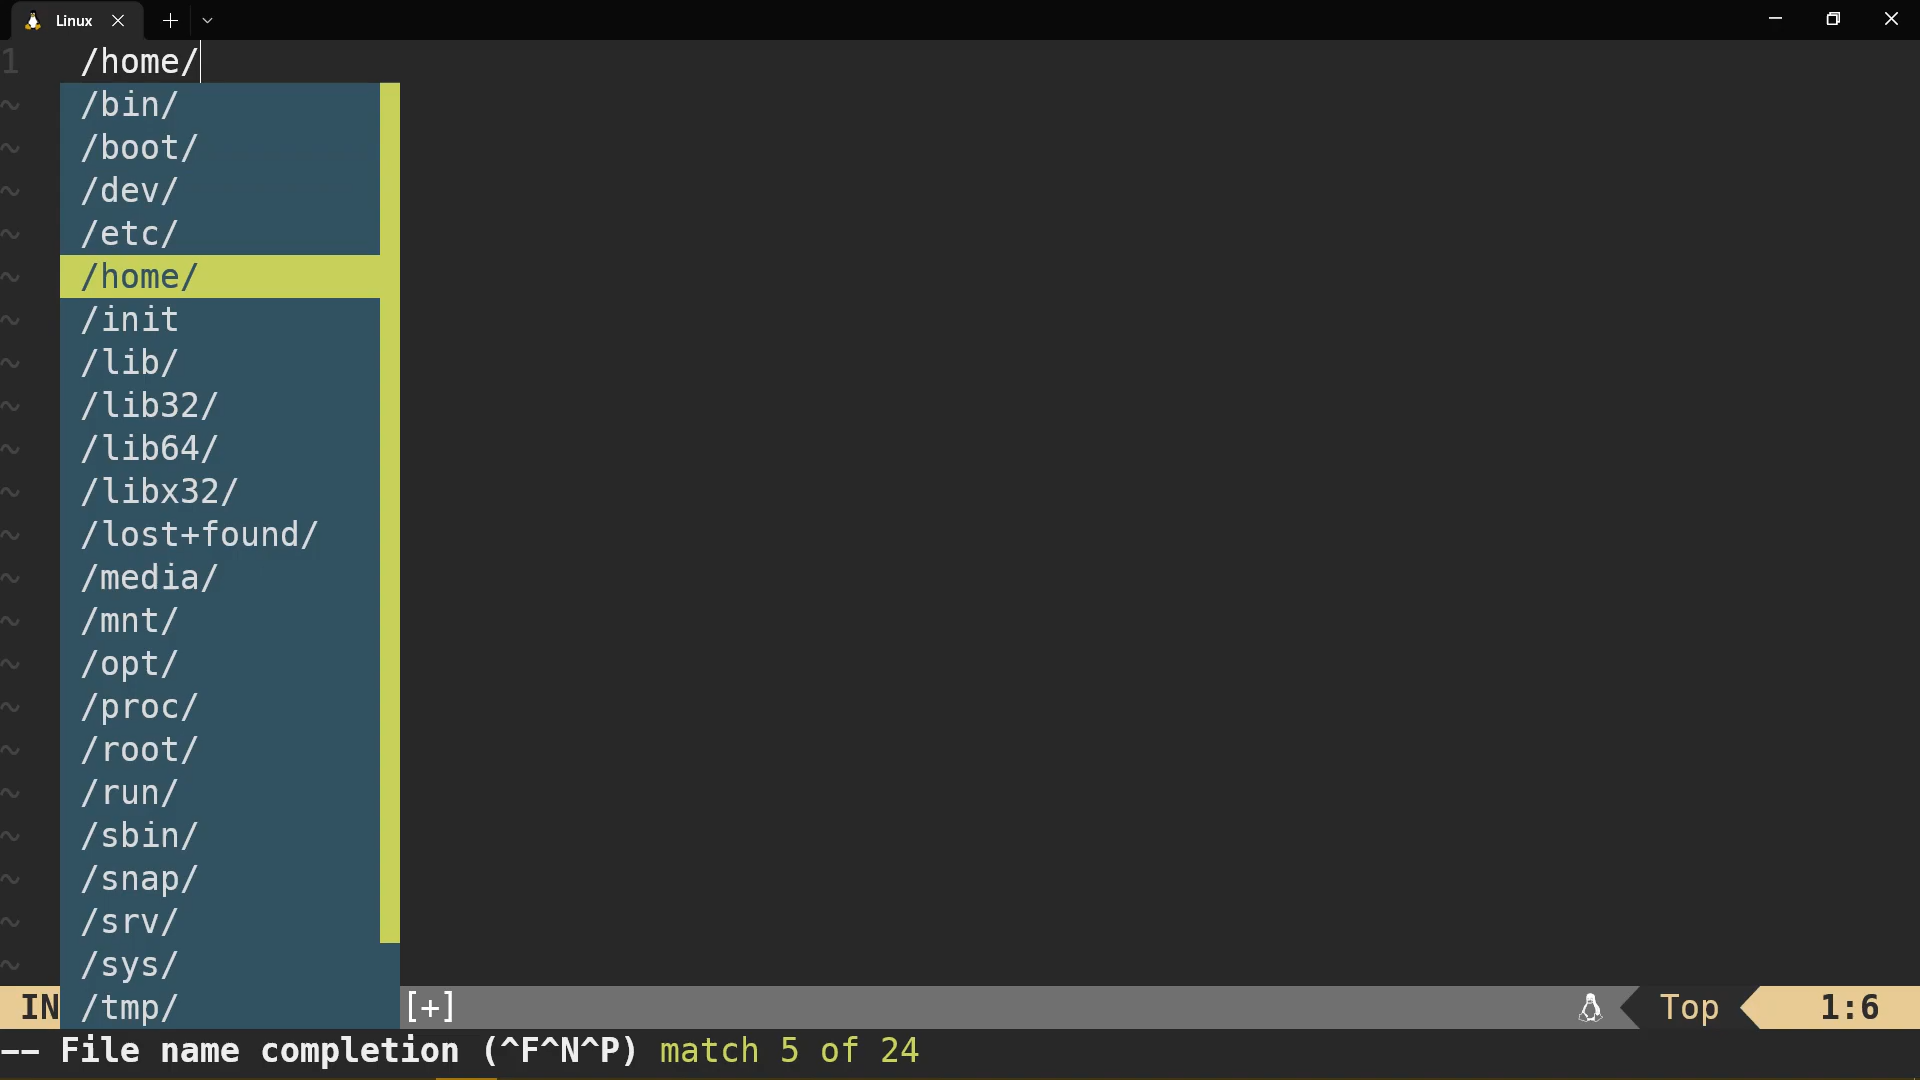 Linux
1 /home/
~ /bin/
~ /boot/
~ /dev/
~ /etc/
~ /home/
~ /init
~ /lib/
~ /lib32/
~ /lib64/
~ /libx32/
~ /lost+found/
~ /media/
~ /mnt/
~ /opt/
~ /proc/
~ /root/
~ /run/
~ /sbin/
~ /snap/
~ /srv/
~ /sys/
IN /tmp/ [+] Top 1:6
-- File name completion (^F^N^P) match 5 of 24